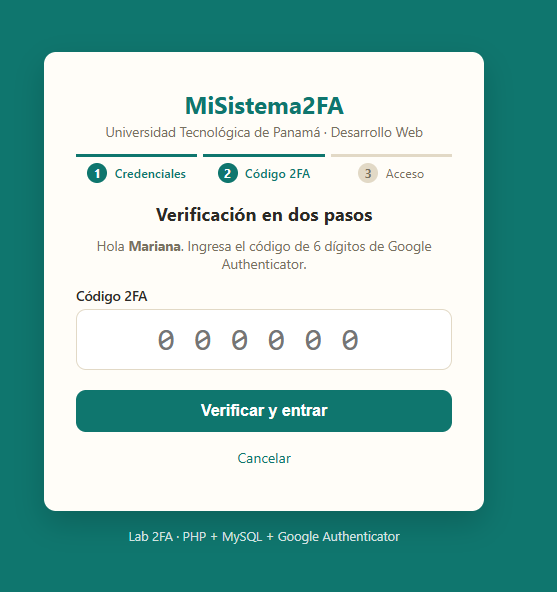 MiSistema2FA
Universidad Tecnológica de Panamá · Desarrollo Web
1 Credenciales 2 Código 2FA 3 Acceso
Verificación en dos pasos
Hola Mariana. Ingresa el código de 6 dígitos de Google
Authenticator.
Código 2FA
0 0 0 0 0 0
Verificar y entrar
Cancelar
Lab 2FA · PHP + MySQL + Google Authenticator